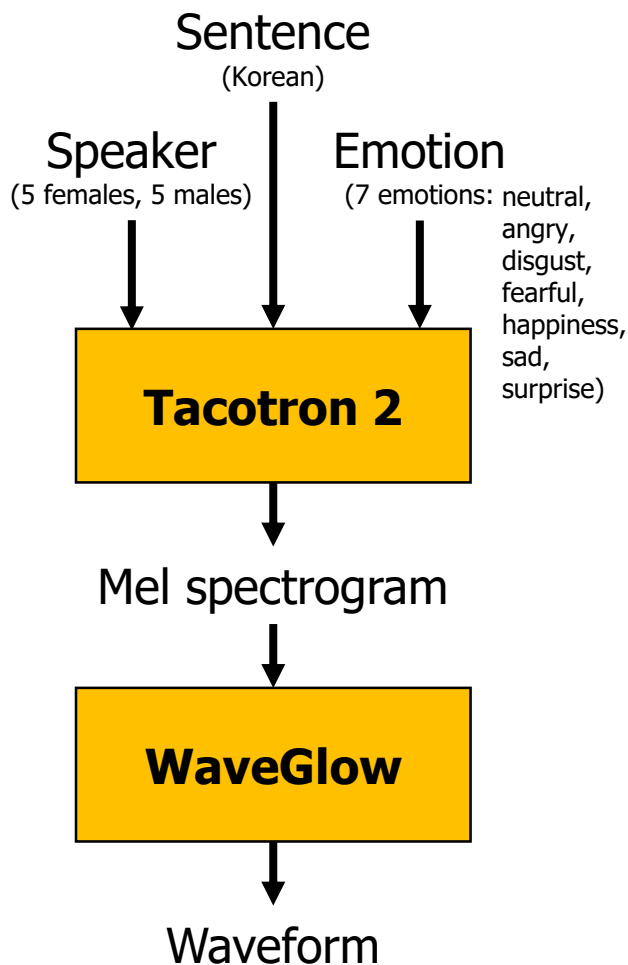 Sentence
(Korean)
Speaker
(5 females, 5 males)
Emotion
(7 emotions: neutral,
angry,
disgust,
fearful,
happiness,
sad,
surprise)
Tacotron 2
Mel spectrogram
WaveGlow
Waveform